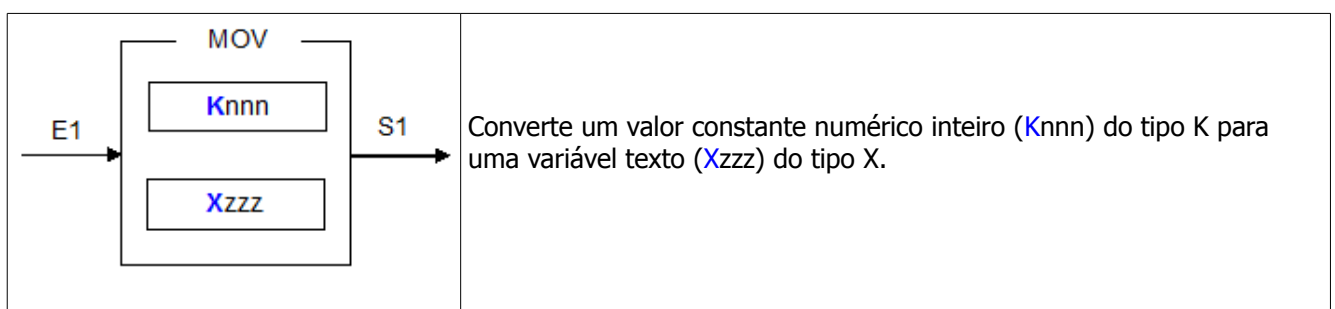 MOV
Knnn
E1
S1
Xzzz
Converte um valor constante numérico inteiro (Knnn) do tipo K para
uma variável texto (Xzzz) do tipo X.